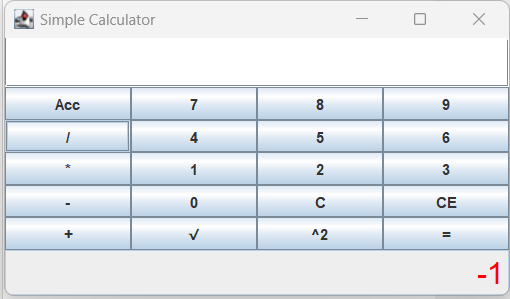 Simple Calculator
Acc 7 8 9
/ 4 5 6
* 1 2 3
- 0 C CE
+ √ ^2 =
-1